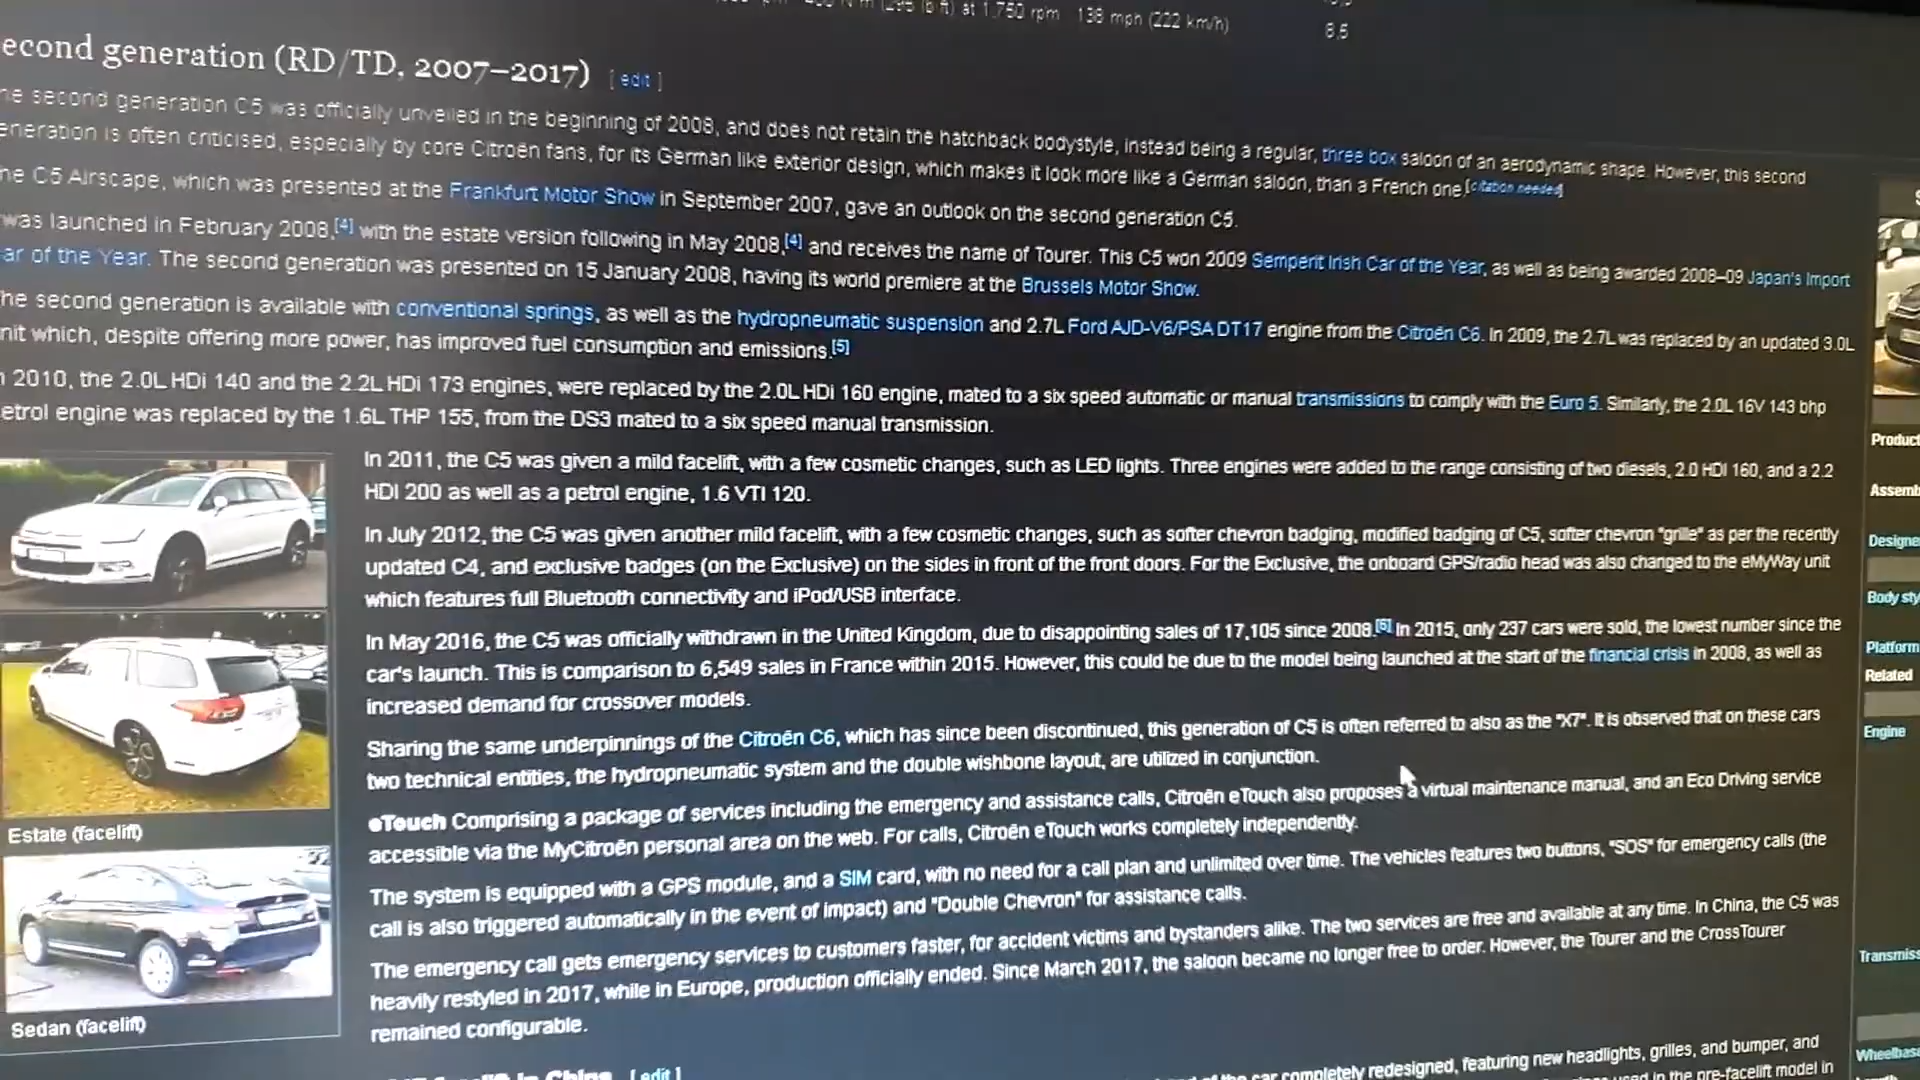 at 1,750 rpm 138 mph (222 km/h)
8,5
econd generation (RD/TD, 2007–2017) [ edit ]
he second generation C5 was officially unveiled in the beginning of 2008, and does not retain the hatchback bodystyle, instead being a regular, three box saloon of an aerodynamic shape. However, this second
eneration is often criticised, especially by core Citroën fans, for its German like exterior design, which makes it look more like a German saloon, than a French one.[citation needed]
he C5 Airscape, which was presented at the Frankfurt Motor Show in September 2007, gave an outlook on the second generation C5.
was launched in February 2008,[4] with the estate version following in May 2008,[4] and receives the name of Tourer. This C5 won 2009 Semperit Irish Car of the Year, as well as being awarded 2008–09 Japan's Import
ar of the Year. The second generation was presented on 15 January 2008, having its world premiere at the Brussels Motor Show.
he second generation is available with conventional springs, as well as the hydropneumatic suspension and 2.7L Ford AJD-V6/PSA DT17 engine from the Citroën C6. In 2009, the 2.7L was replaced by an updated 3.0L
nit which, despite offering more power, has improved fuel consumption and emissions.[5]
n 2010, the 2.0L HDi 140 and the 2.2L HDi 173 engines, were replaced by the 2.0L HDi 160 engine, mated to a six speed automatic or manual transmissions to comply with the Euro 5. Similarly, the 2.0L 16V 143 bhp
etrol engine was replaced by the 1.6L THP 155, from the DS3 mated to a six speed manual transmission.
In 2011, the C5 was given a mild facelift, with a few cosmetic changes, such as LED lights. Three engines were added to the range consisting of two diesels, 2.0 HDI 160, and a 2.2
HDI 200 as well as a petrol engine, 1.6 VTI 120.
In July 2012, the C5 was given another mild facelift, with a few cosmetic changes, such as softer chevron badging, modified badging of C5, softer chevron "grille" as per the recently
updated C4, and exclusive badges (on the Exclusive) on the sides in front of the front doors. For the Exclusive, the onboard GPS/radio head was also changed to the eMyWay unit
which features full Bluetooth connectivity and iPod/USB interface.
In May 2016, the C5 was officially withdrawn in the United Kingdom, due to disappointing sales of 17,105 since 2008.[6] In 2015, only 237 cars were sold, the lowest number since the
car's launch. This is comparison to 6,549 sales in France within 2015. However, this could be due to the model being launched at the start of the financial crisis in 2008, as well as
increased demand for crossover models.
Sharing the same underpinnings of the Citroën C6, which has since been discontinued, this generation of C5 is often referred to also as the "X7". It is observed that on these cars
two technical entities, the hydropneumatic system and the double wishbone layout, are utilized in conjunction.
eTouch Comprising a package of services including the emergency and assistance calls, Citroën eTouch also proposes a virtual maintenance manual, and an Eco Driving service
accessible via the MyCitroën personal area on the web. For calls, Citroën eTouch works completely independently.
The system is equipped with a GPS module, and a SIM card, with no need for a call plan and unlimited over time. The vehicles features two buttons, "SOS" for emergency calls (the
call is also triggered automatically in the event of impact) and "Double Chevron" for assistance calls.
The emergency call gets emergency services to customers faster, for accident victims and bystanders alike. The two services are free and available at any time. In China, the C5 was
heavily restyled in 2017, while in Europe, production officially ended. Since March 2017, the saloon became no longer free to order. However, the Tourer and the CrossTourer
remained configurable.
Estate (facelift)
Sedan (facelift)
in China [ edit ]
of the car completely redesigned, featuring new headlights, grilles, and bumper, and
used in the pre-facelift model in
Product
Assemb
Designe
Body sty
Platform
Related
Engine
Transmiss
Wheelbase